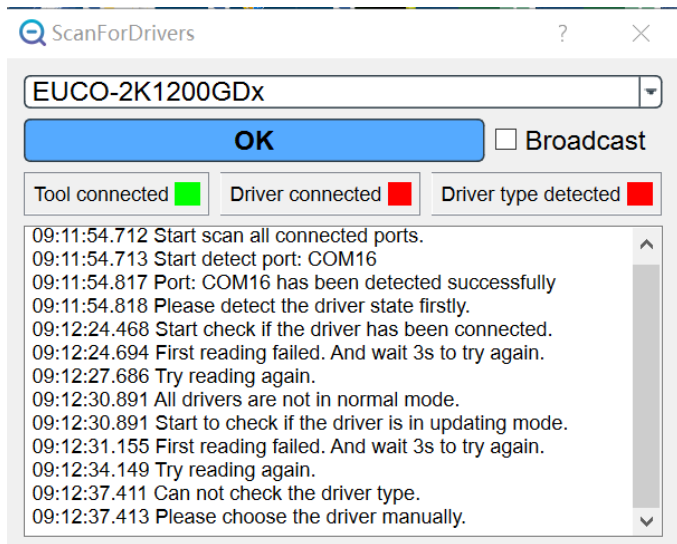 ScanForDrivers ?
EUCO-2K1200GDx
OK Broadcast
Tool connected Driver connected Driver type detected
09:11:54.712 Start scan all connected ports.
09:11:54.713 Start detect port: COM16
09:11:54.817 Port: COM16 has been detected successfully
09:11:54.818 Please detect the driver state firstly.
09:12:24.468 Start check if the driver has been connected.
09:12:24.694 First reading failed. And wait 3s to try again.
09:12:27.686 Try reading again.
09:12:30.891 All drivers are not in normal mode.
09:12:30.891 Start to check if the driver is in updating mode.
09:12:31.155 First reading failed. And wait 3s to try again.
09:12:34.149 Try reading again.
09:12:37.411 Can not check the driver type.
09:12:37.413 Please choose the driver manually.